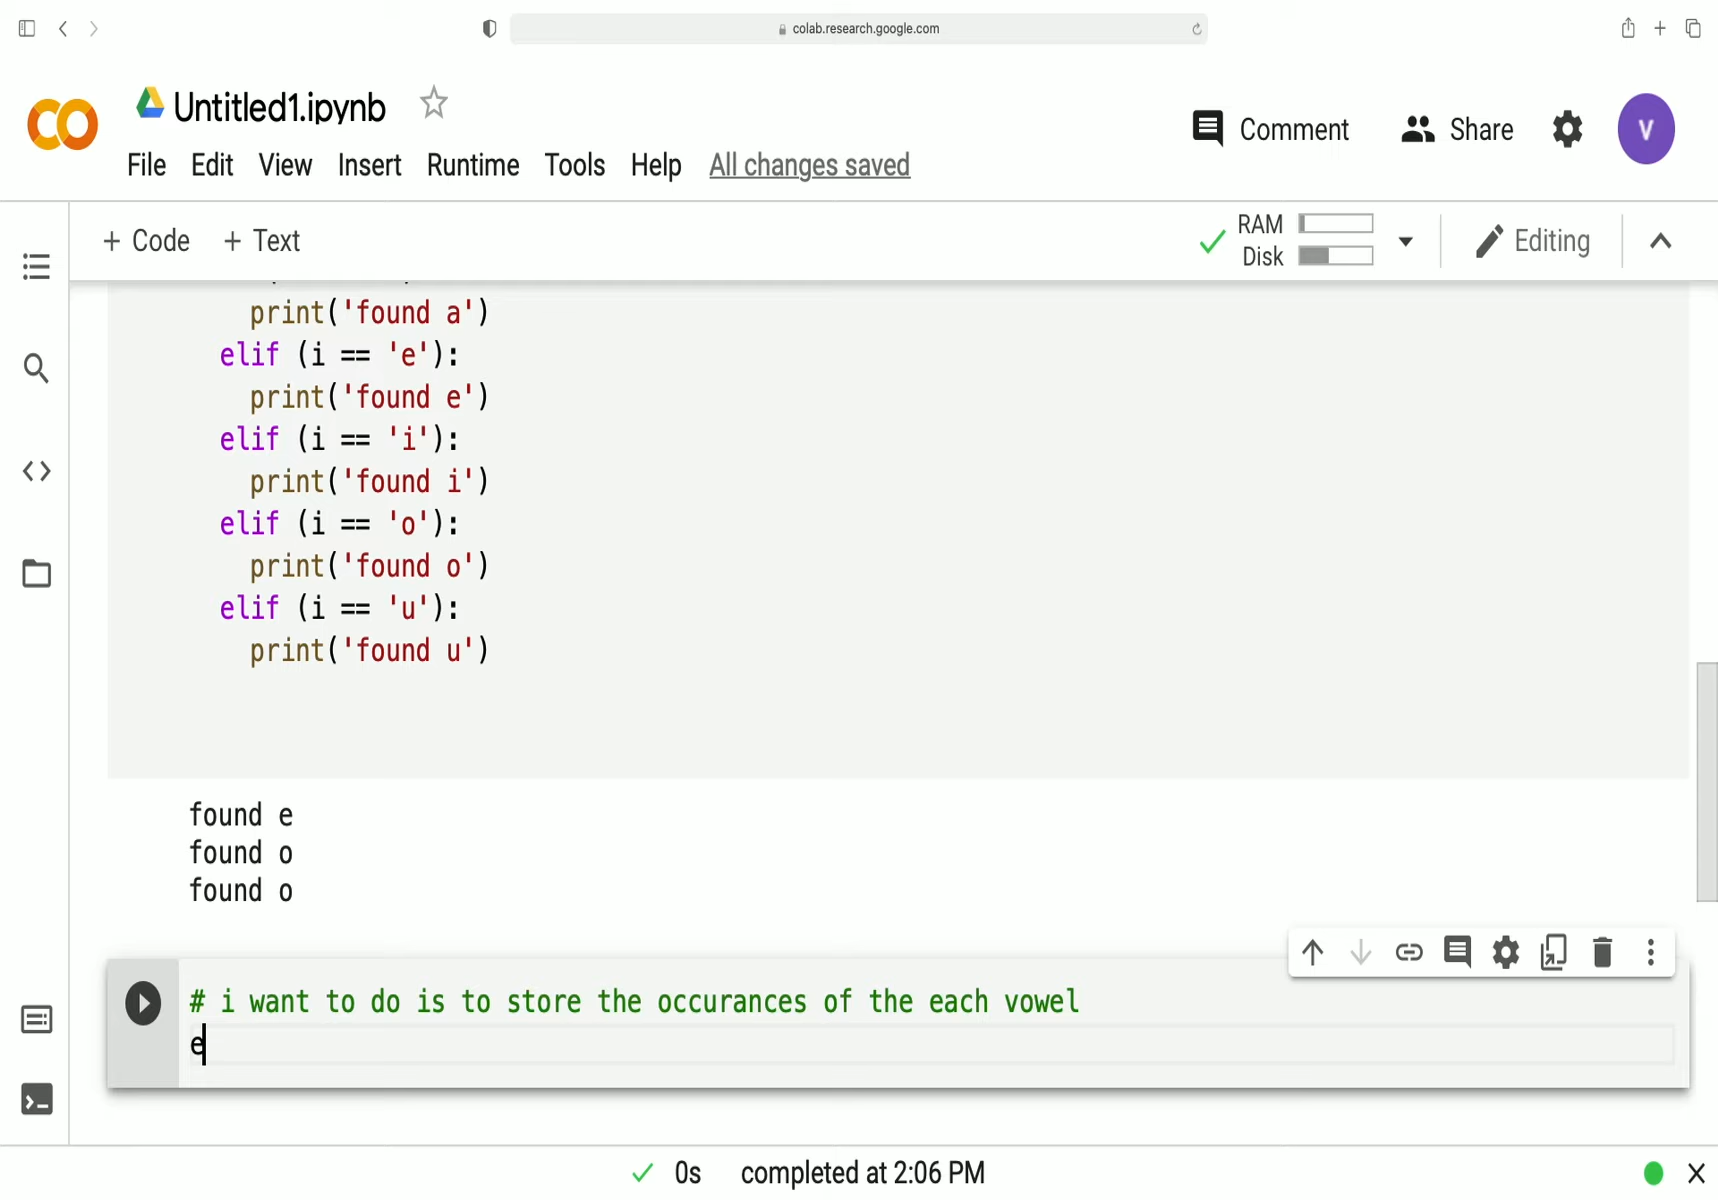 colab.research.google.com
Untitled1.ipynb
Comment
Share
V
File Edit View Insert Runtime Tools Help All changes saved
+ Code + Text
RAM
Disk
Editing
print('found a')
elif (i == 'e'):
print('found e')
elif (i == 'i'):
print('found i')
elif (i == 'o'):
print('found o')
elif (i == 'u'):
print('found u')
found e
found o
found o
# i want to do is to store the occurances of the each vowel
e
0s completed at 2:06 PM